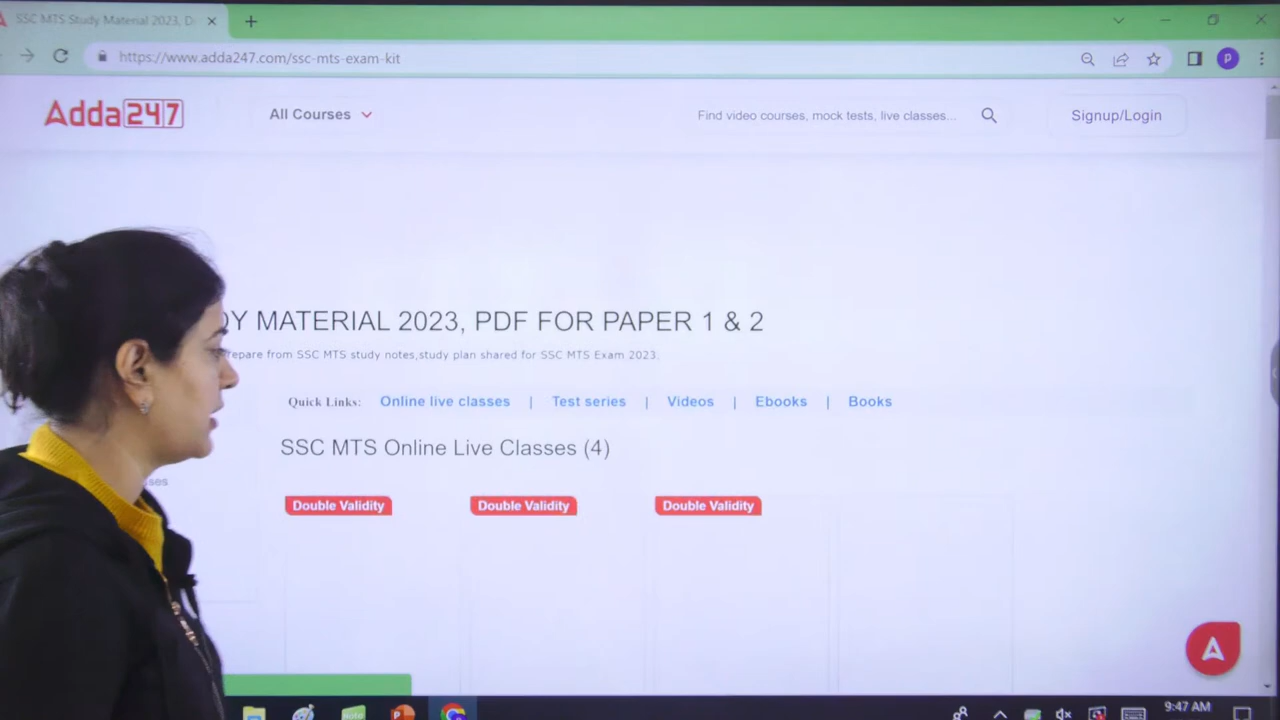 SSC MTS Study Material 2023, D
https://www.adda247.com/ssc-mts-exam-kit
P
Adda247
All Courses
Find video courses, mock tests, live classes...
Signup/Login
DY MATERIAL 2023, PDF FOR PAPER 1 & 2
repare from SSC MTS study notes,study plan shared for SSC MTS Exam 2023.
Quick Links: Online live classes | Test series | Videos | Ebooks | Books
SSC MTS Online Live Classes (4)
ses
Double Validity Double Validity Double Validity
9:47 AM